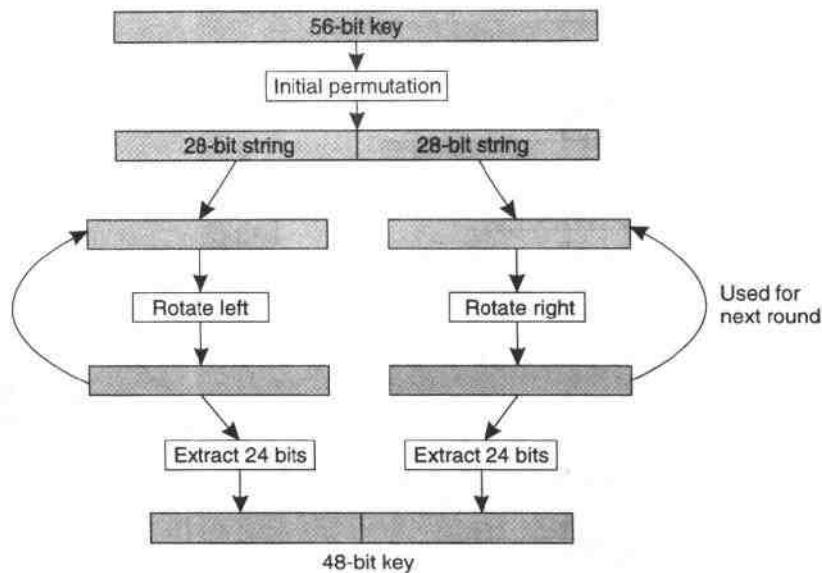 56-bit key
Initial permutation
28-bit string 28-bit string
Rotate left Rotate right
Used for
next round
Extract 24 bits Extract 24 bits
48-bit key